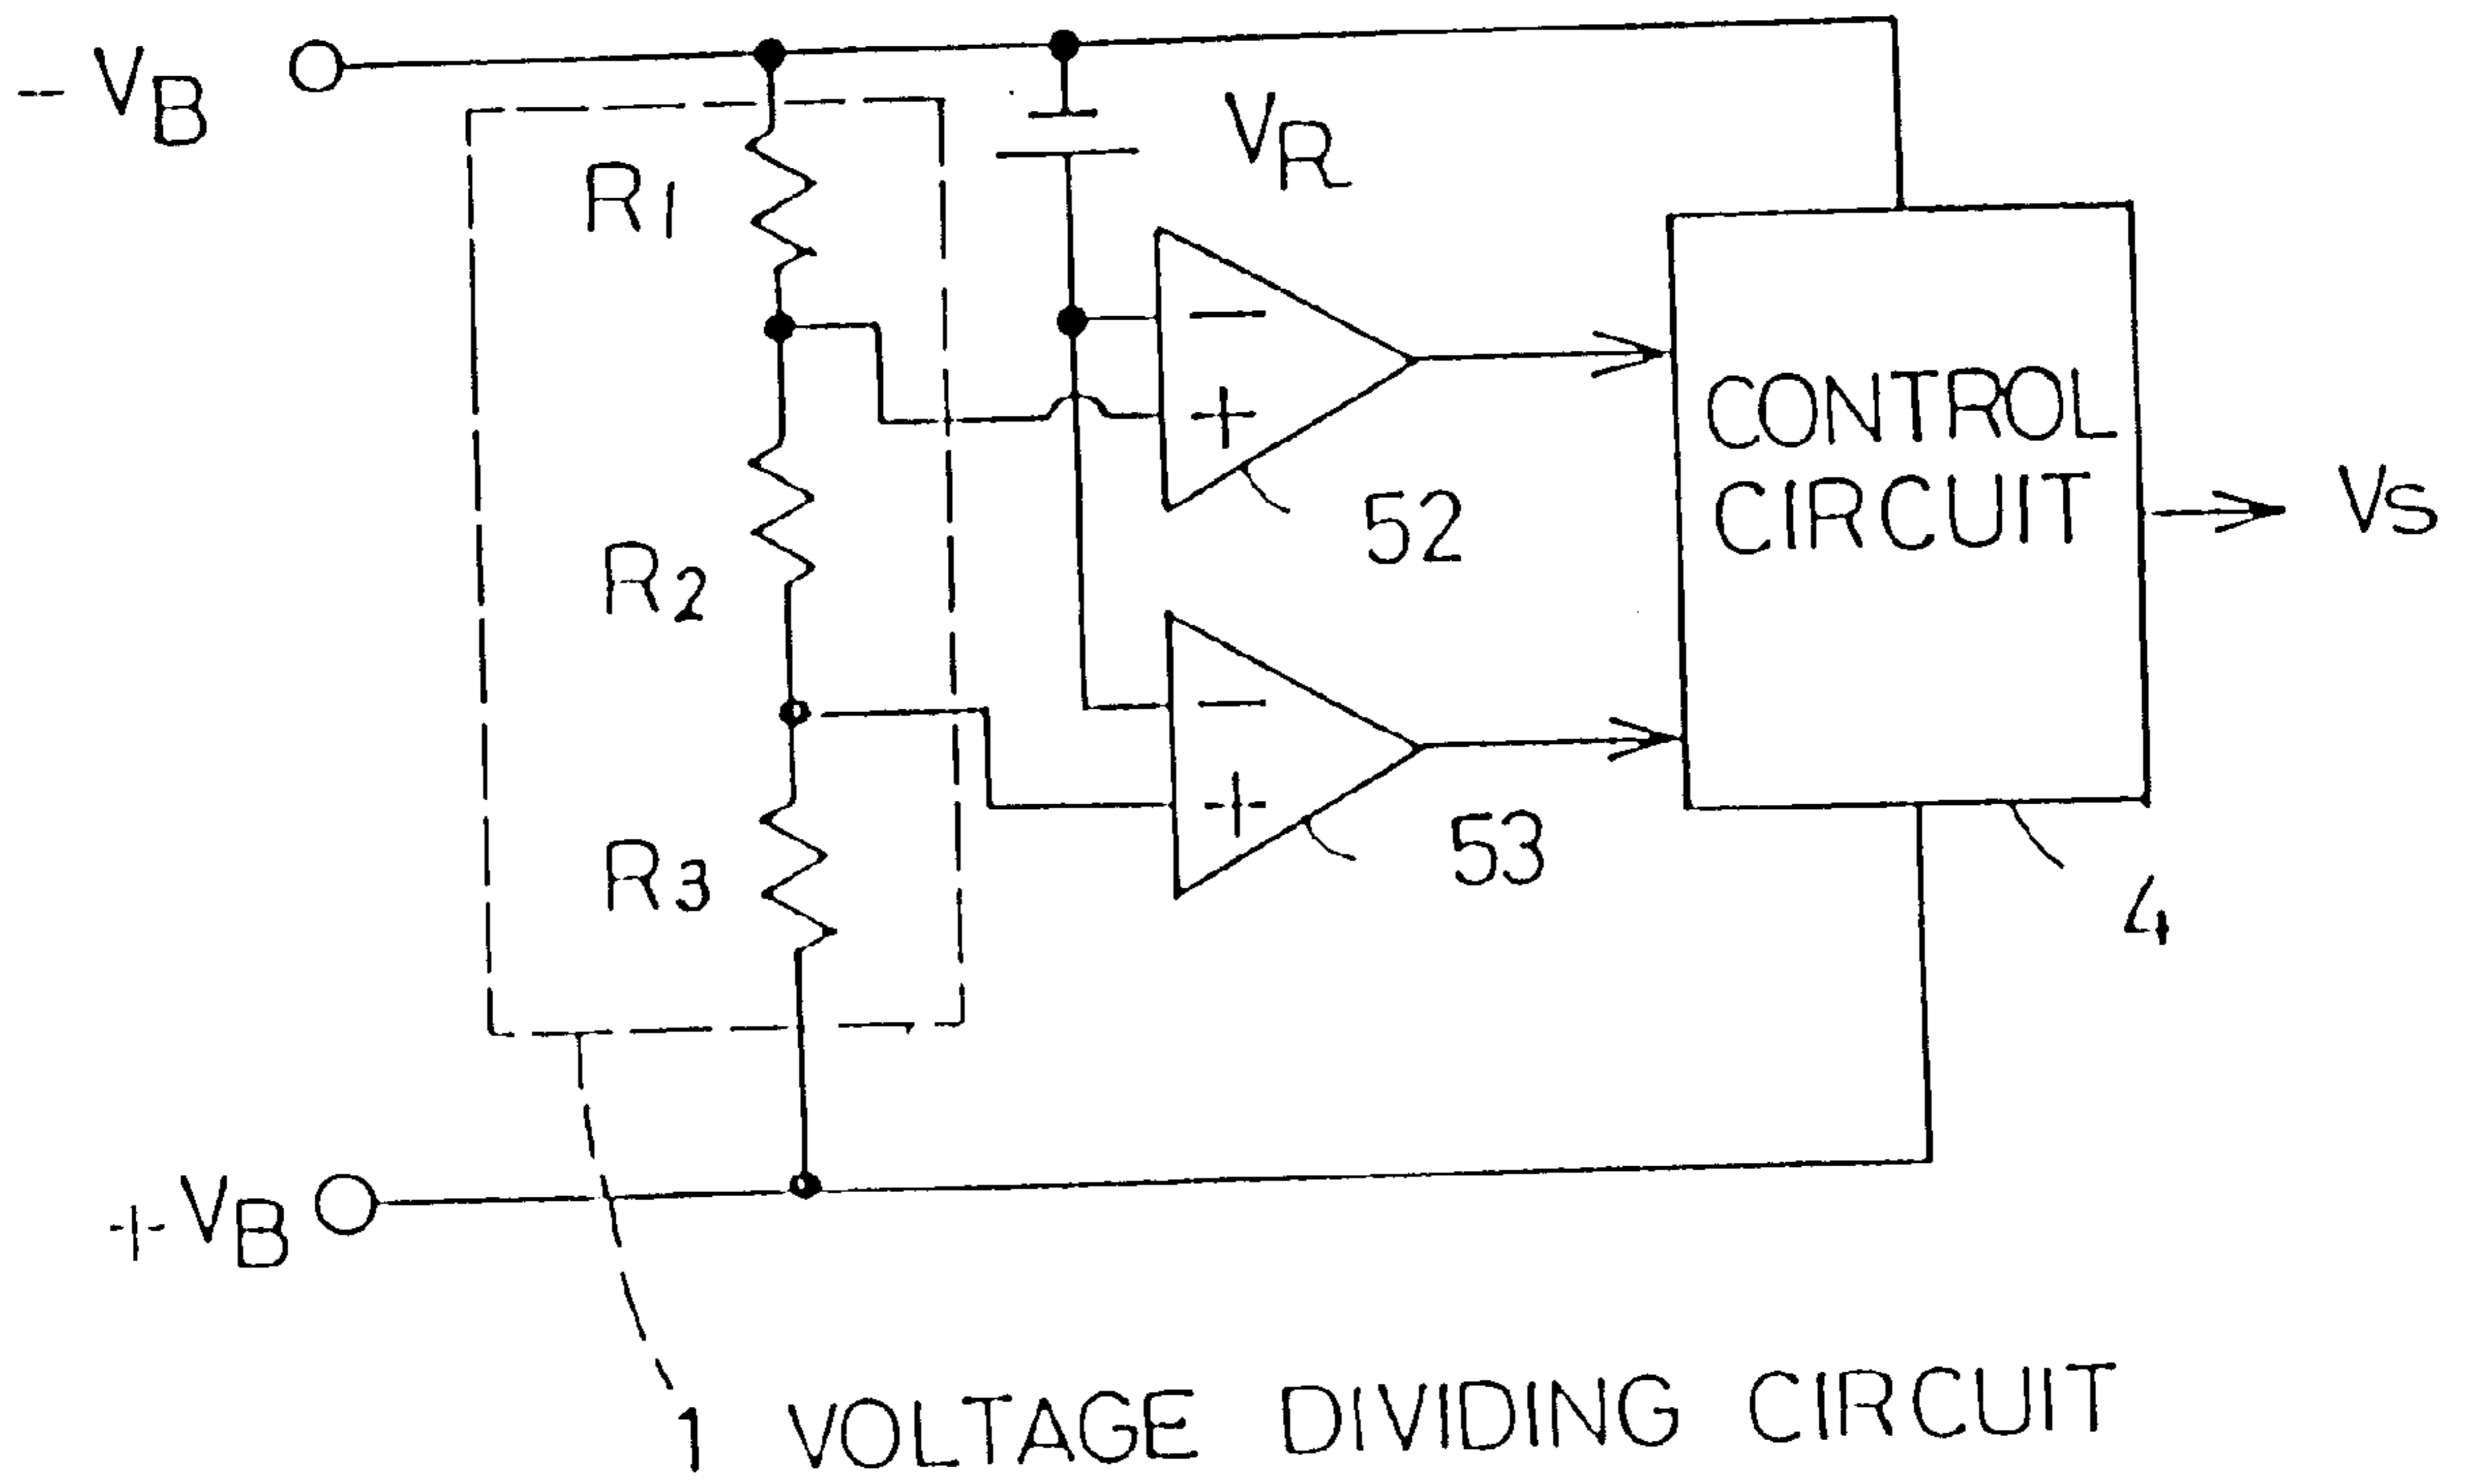 - VB
VR
R1
−
+
52
CONTROL
CIRCUIT
VS
R2
−
+
53
R3
4
+VB
1 VOLTAGE DIVIDING CIRCUIT